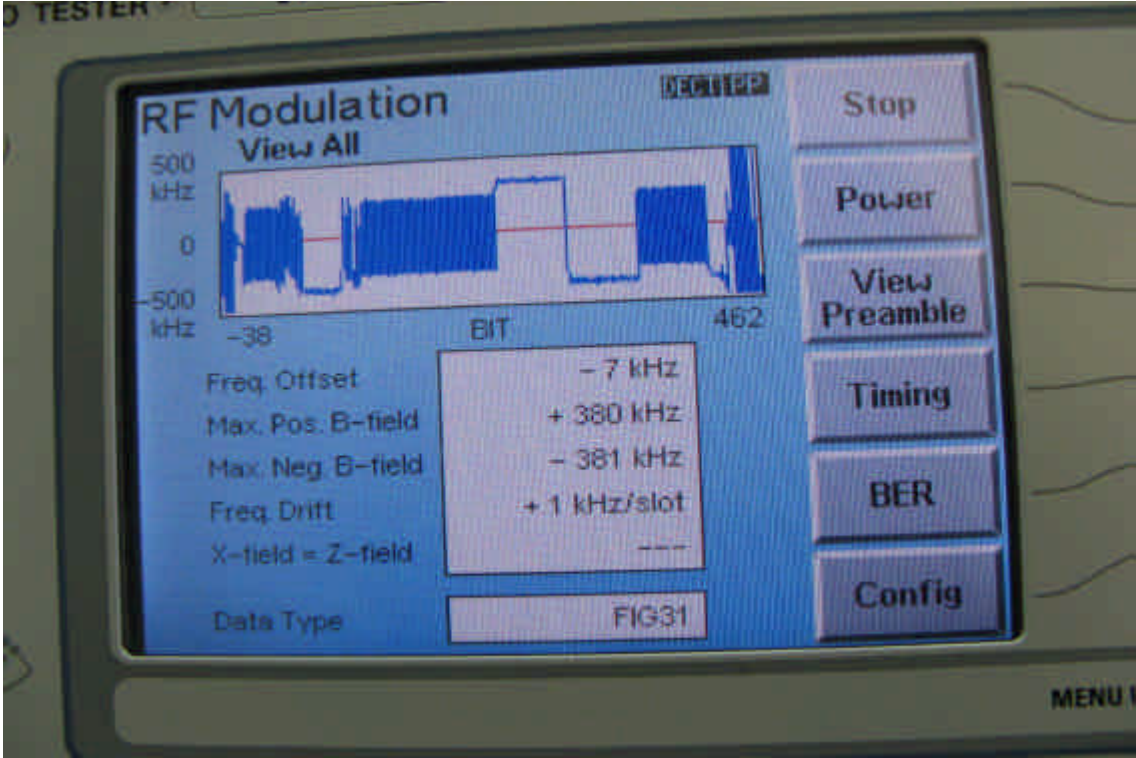 TESTER
RF Modulation
DECT PP
View All
500
kHz
0
-500
kHz
-38
BIT
462
Freq. Offset
- 7 kHz
Max. Pos. B-field
+ 380 kHz
Max. Neg. B-field
- 381 kHz
Freq. Drift
+ 1 kHz/slot
X-field = Z-field
---
Data Type
FIG31
Stop
Power
View
Preamble
Timing
BER
Config
MENU